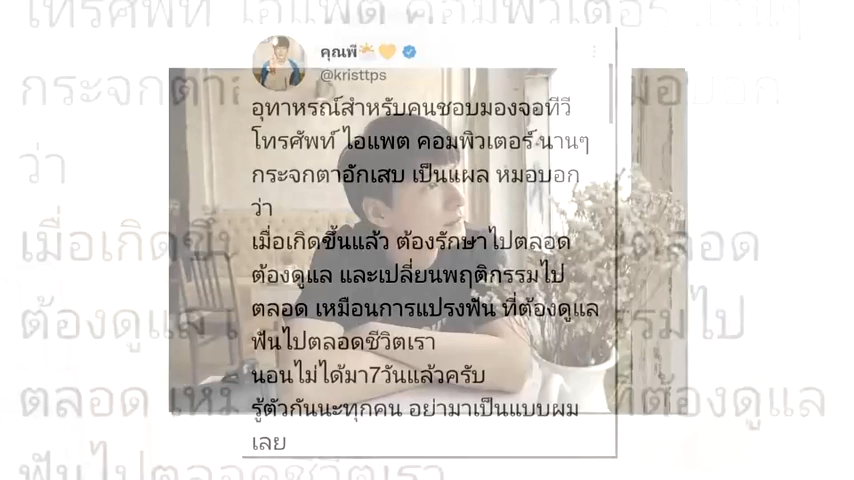 คุณพี
@kristtps
อุทาหรณ์สำหรับคนชอบมองจอทีวี
โทรศัพท์ ไอแพต คอมพิวเตอร์ นานๆ
กระจกตาอักเสบ เป็นแผล หมอบอก
ว่า
เมื่อเกิดขึ้นแล้ว ต้องรักษาไปตลอด
ต้องดูแล และเปลี่ยนพฤติกรรมไป
ตลอด เหมือนการแปรงฟัน ที่ต้องดูแล
ฟันไปตลอดชีวิตเรา
นอนไม่ได้มา7วันแล้วครับ
รู้ตัวกันนะทุกคน อย่ามาเป็นแบบผม
เลย